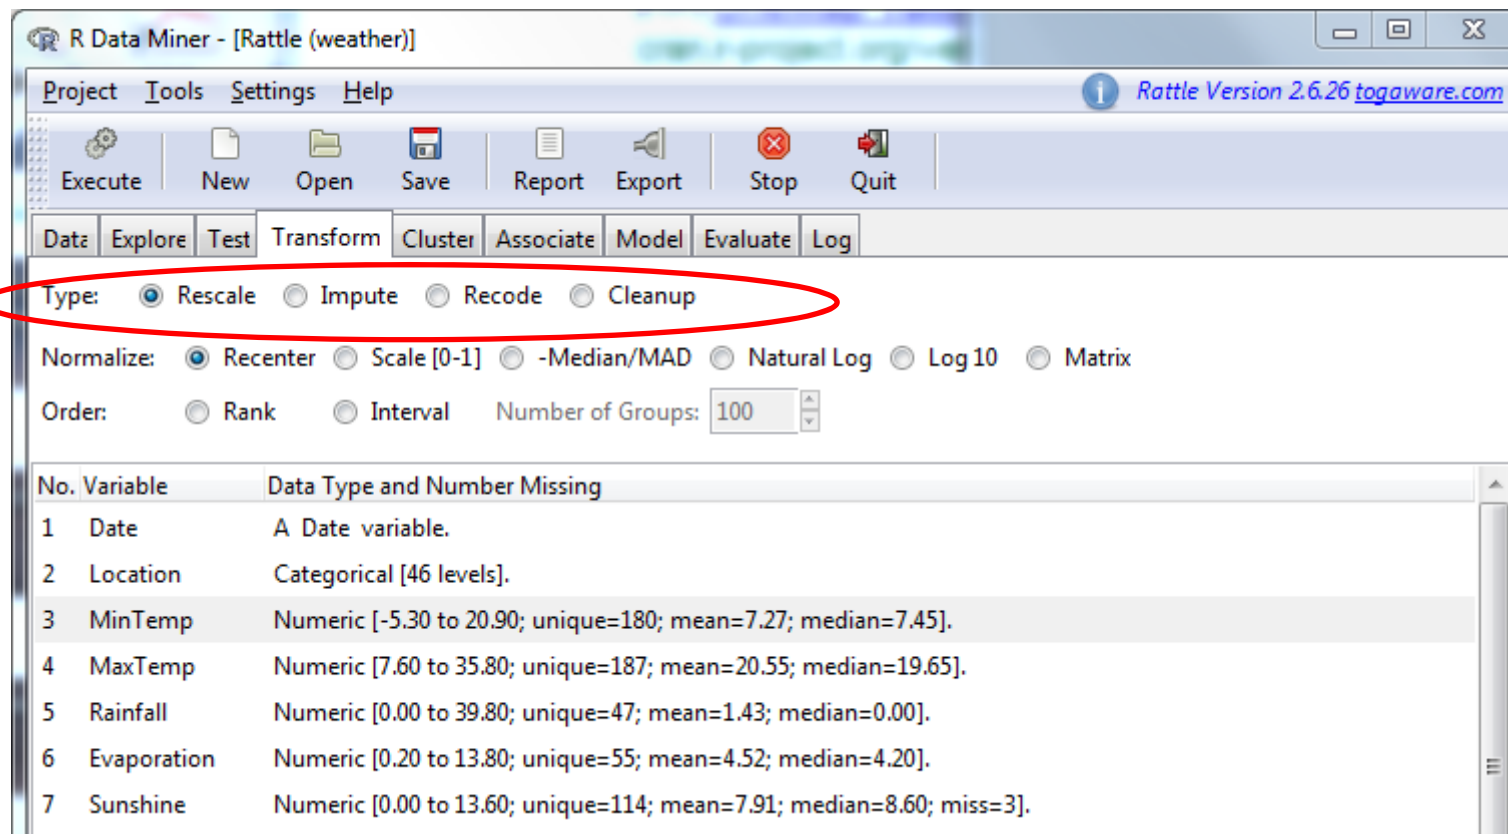 R Data Miner - [Rattle (weather)]
Project Tools Settings Help Rattle Version 2.6.26 togaware.com
Execute New Open Save Report Export Stop Quit
Data Explore Test Transform Cluster Associate Model Evaluate Log
Type: Rescale Impute Recode Cleanup
Normalize: Recenter Scale [0-1] -Median/MAD Natural Log Log 10 Matrix
Order: Rank Interval Number of Groups: 100
No. Variable Data Type and Number Missing
1 Date A Date variable.
2 Location Categorical [46 levels].
3 MinTemp Numeric [-5.30 to 20.90; unique=180; mean=7.27; median=7.45].
4 MaxTemp Numeric [7.60 to 35.80; unique=187; mean=20.55; median=19.65].
5 Rainfall Numeric [0.00 to 39.80; unique=47; mean=1.43; median=0.00].
6 Evaporation Numeric [0.20 to 13.80; unique=55; mean=4.52; median=4.20].
7 Sunshine Numeric [0.00 to 13.60; unique=114; mean=7.91; median=8.60; miss=3].